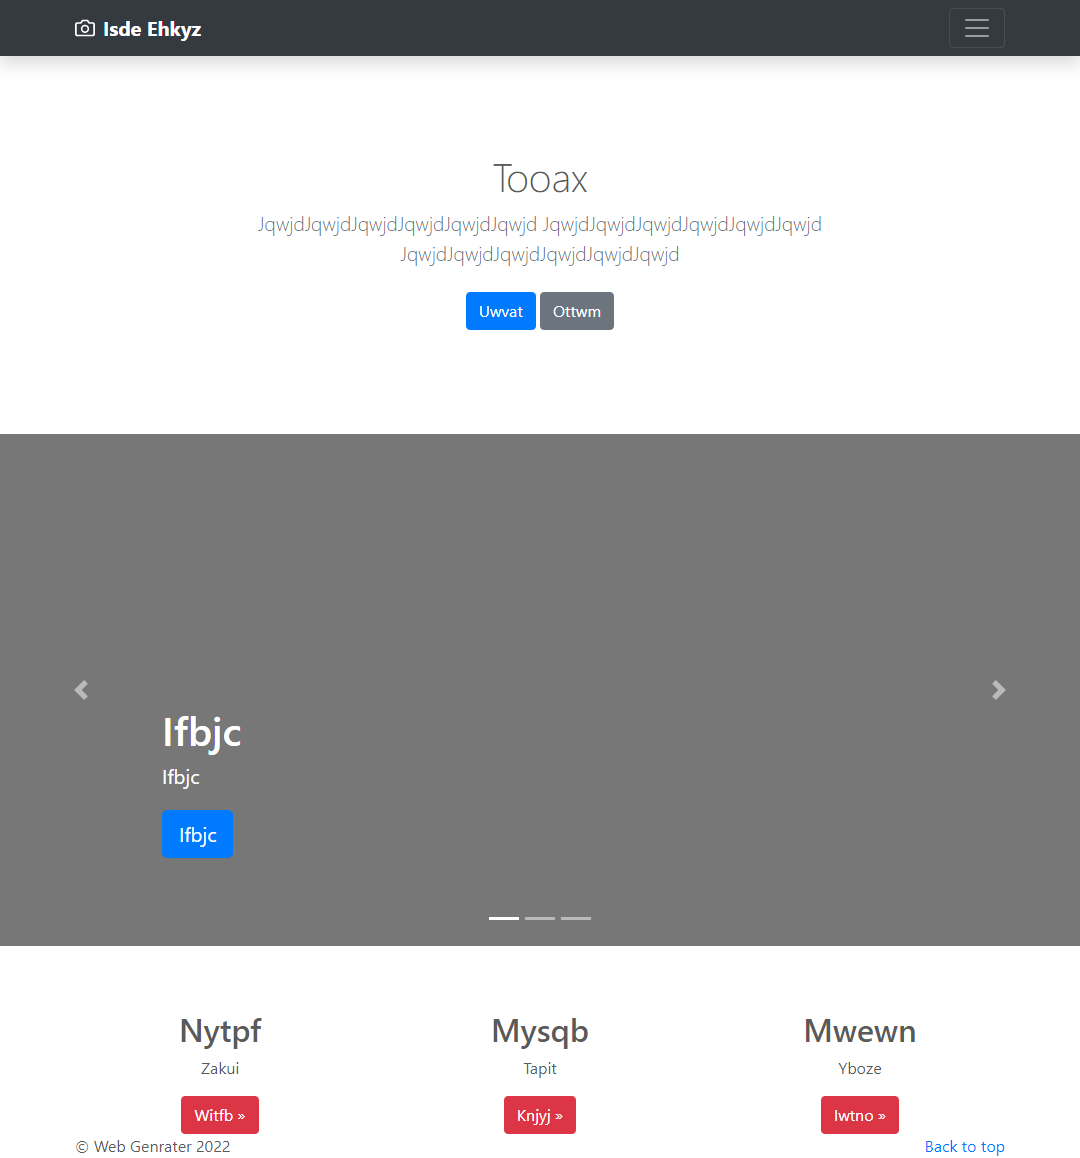 Isde Ehkyz
Tooax
JqwjdJqwjdJqwjdJqwjdJqwjdJqwjd JqwjdJqwjdJqwjdJqwjdJqwjdJqwjd
JqwjdJqwjdJqwjdJqwjdJqwjdJqwjd
Uwvat Ottwm
Ifbjc
Ifbjc
Ifbjc
Nytpf Mysqb Mwewn
Zakui Tapit Yboze
Witfb » Knjyj » Iwtno »
© Web Genrater 2022 Back to top